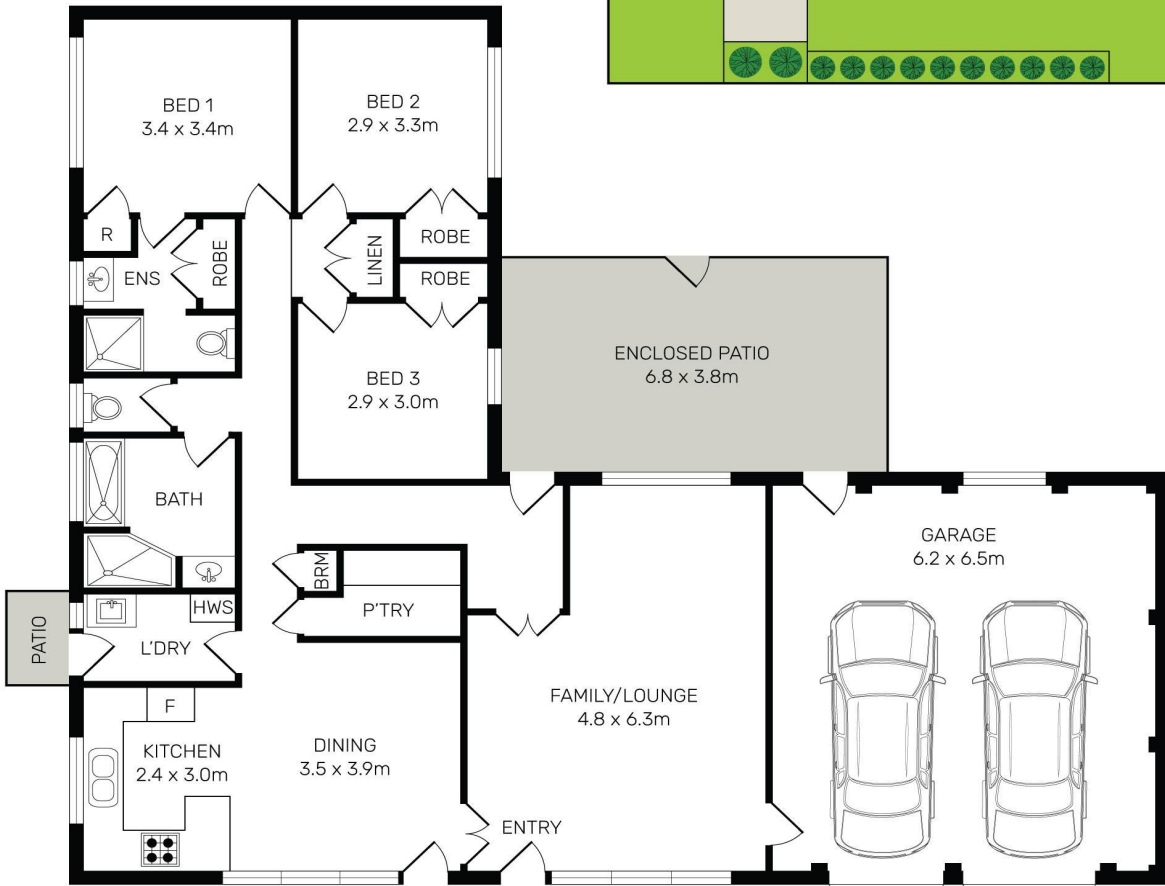 BED 1
3.4 x 3.4m
BED 2
2.9 x 3.3m
R
ENS
ROBE
LINEN
ROBE
ROBE
ENCLOSED PATIO
6.8 x 3.8m
BED 3
2.9 x 3.0m
BATH
GARAGE
6.2 x 6.5m
BRM
P'TRY
HWS
PATIO
L'DRY
F
FAMILY/LOUNGE
4.8 x 6.3m
KITCHEN
2.4 x 3.0m
DINING
3.5 x 3.9m
ENTRY